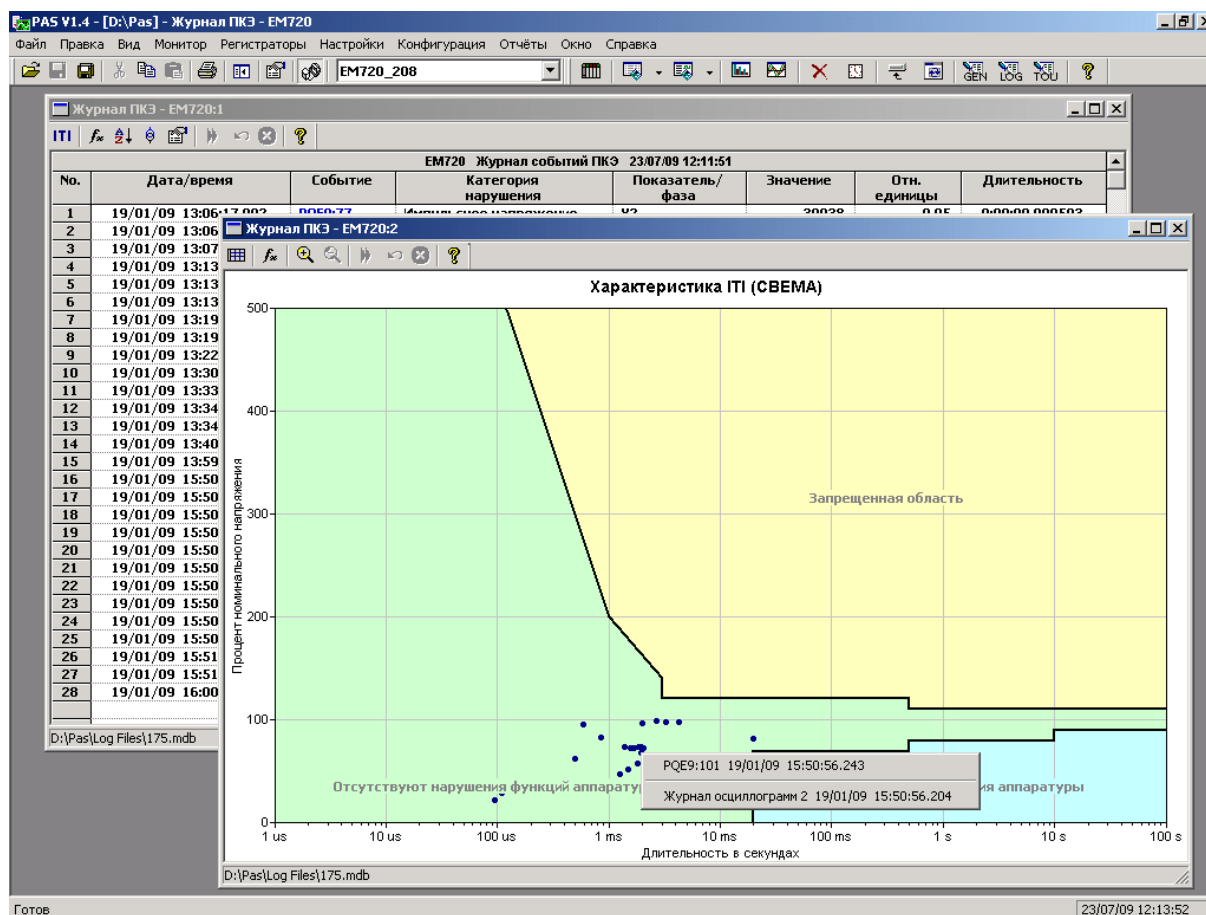 PAS V1.4 - [D:\Pas] - Журнал ПКЭ - EM720
Файл Правка Вид Монитор Регистраторы Настройки Конфигурация Отчёты Окно Справка
EM720_208
GEN LOG TOU
Журнал ПКЭ - EM720:1
ITI
EM720 Журнал событий ПКЭ 23/07/09 12:11:51
No. Дата/время Событие Категория нарушения Показатель/фаза Значение Отн. единицы Длительность
1 19/01/09 13:06:17.992 PQE9:77 Импульсное напряжение V2 30038 0.05 0:00:00.000503
2 19/01/09 13:06
3 19/01/09 13:07
4 19/01/09 13:13
5 19/01/09 13:13
6 19/01/09 13:13
7 19/01/09 13:19
8 19/01/09 13:19
9 19/01/09 13:22
10 19/01/09 13:30
11 19/01/09 13:33
12 19/01/09 13:34
13 19/01/09 13:34
14 19/01/09 13:40
15 19/01/09 13:59
16 19/01/09 15:50
17 19/01/09 15:50
18 19/01/09 15:50
19 19/01/09 15:50
20 19/01/09 15:50
21 19/01/09 15:50
22 19/01/09 15:50
23 19/01/09 15:50
24 19/01/09 15:50
25 19/01/09 15:50
26 19/01/09 15:51
27 19/01/09 15:51
28 19/01/09 16:00
D:\Pas\Log Files\175.mdb
Журнал ПКЭ - EM720:2
Характеристика ITI (CBEMA)
Процент номинального напряжения
500
400
300
200
100
0
Запрещенная область
PQE9:101 19/01/09 15:50:56.243
Журнал осциллограмм 2 19/01/09 15:50:56.204
Отсутствуют нарушения функций аппарату
ия аппаратуры
1 us 10 us 100 us 1 ms 10 ms 100 ms 1 s 10 s 100 s
Длительность в секундах
D:\Pas\Log Files\175.mdb
Готов
23/07/09 12:13:52